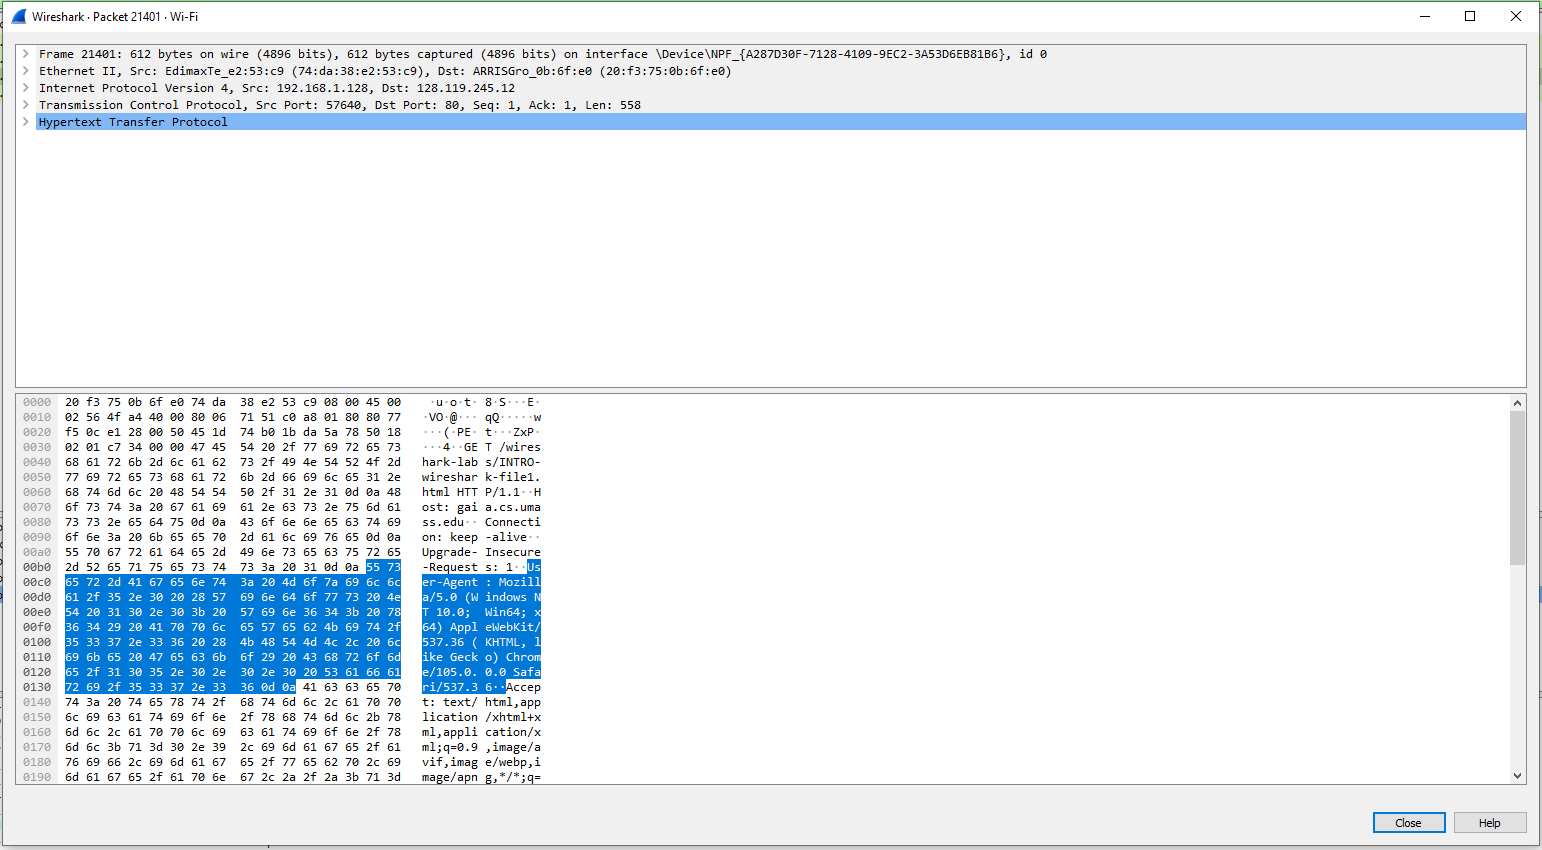 Wireshark · Packet 21401 · Wi-Fi
Frame 21401: 612 bytes on wire (4896 bits), 612 bytes captured (4896 bits) on interface \Device\NPF_{A287D30F-7128-4109-9EC2-3A53D6EB81B6}, id 0
Ethernet II, Src: EdimaxTe_e2:53:c9 (74:da:38:e2:53:c9), Dst: ARRISGro_0b:6f:e0 (20:f3:75:0b:6f:e0)
Internet Protocol Version 4, Src: 192.168.1.128, Dst: 128.119.245.12
Transmission Control Protocol, Src Port: 57640, Dst Port: 80, Seq: 1, Ack: 1, Len: 558
Hypertext Transfer Protocol
0000 20 f3 75 0b 6f e0 74 da 38 e2 53 c9 08 00 45 00 ·u·o·t· 8·S···E·
0010 02 56 4f a4 40 00 80 06 71 51 c0 a8 01 80 80 77 ·VO·@··· qQ·····w
0020 f5 0c e1 28 00 50 45 1d 74 b0 1b da 5a 78 50 18 ···(·PE· t···ZxP·
0030 02 01 c7 34 00 00 47 45 54 20 2f 77 69 72 65 73 ···4··GE T /wires
0040 68 61 72 6b 2d 6c 61 62 73 2f 49 4e 54 52 4f 2d hark-lab s/INTRO-
0050 77 69 72 65 73 68 61 72 6b 2d 66 69 6c 65 31 2e wireshar k-file1.
0060 68 74 6d 6c 20 48 54 54 50 2f 31 2e 31 0d 0a 48 html HTT P/1.1··H
0070 6f 73 74 3a 20 67 61 69 61 2e 63 73 2e 75 6d 61 ost: gai a.cs.uma
0080 73 73 2e 65 64 75 0d 0a 43 6f 6e 6e 65 63 74 69 ss.edu·· Connecti
0090 6f 6e 3a 20 6b 65 65 70 2d 61 6c 69 76 65 0d 0a on: keep -alive··
00a0 55 70 67 72 61 64 65 2d 49 6e 73 65 63 75 72 65 Upgrade- Insecure
00b0 2d 52 65 71 75 65 73 74 73 3a 20 31 0d 0a 55 73 -Request s: 1··Us
00c0 65 72 2d 41 67 65 6e 74 3a 20 4d 6f 7a 69 6c 6c er-Agent : Mozill
00d0 61 2f 35 2e 30 20 28 57 69 6e 64 6f 77 73 20 4e a/5.0 (W indows N
00e0 54 20 31 30 2e 30 3b 20 57 69 6e 36 34 3b 20 78 T 10.0; Win64; x
00f0 36 34 29 20 41 70 70 6c 65 57 65 62 4b 69 74 2f 64) Appl eWebKit/
0100 35 33 37 2e 33 36 20 28 4b 48 54 4d 4c 2c 20 6c 537.36 ( KHTML, l
0110 69 6b 65 20 47 65 63 6b 6f 29 20 43 68 72 6f 6d ike Geck o) Chrom
0120 65 2f 31 30 35 2e 30 2e 30 2e 30 20 53 61 66 61 e/105.0. 0.0 Safa
0130 72 69 2f 35 33 37 2e 33 36 0d 0a 41 63 63 65 70 ri/537.3 6··Accep
0140 74 3a 20 74 65 78 74 2f 68 74 6d 6c 2c 61 70 70 t: text/ html,app
0150 6c 69 63 61 74 69 6f 6e 2f 78 68 74 6d 6c 2b 78 lication /xhtml+x
0160 6d 6c 2c 61 70 70 6c 69 63 61 74 69 6f 6e 2f 78 ml,appli cation/x
0170 6d 6c 3b 71 3d 30 2e 39 2c 69 6d 61 67 65 2f 61 ml;q=0.9 ,image/a
0180 76 69 66 2c 69 6d 61 67 65 2f 77 65 62 70 2c 69 vif,imag e/webp,i
0190 6d 61 67 65 2f 61 70 6e 67 2c 2a 2f 2a 3b 71 3d mage/apn g,*/*;q=
Close
Help